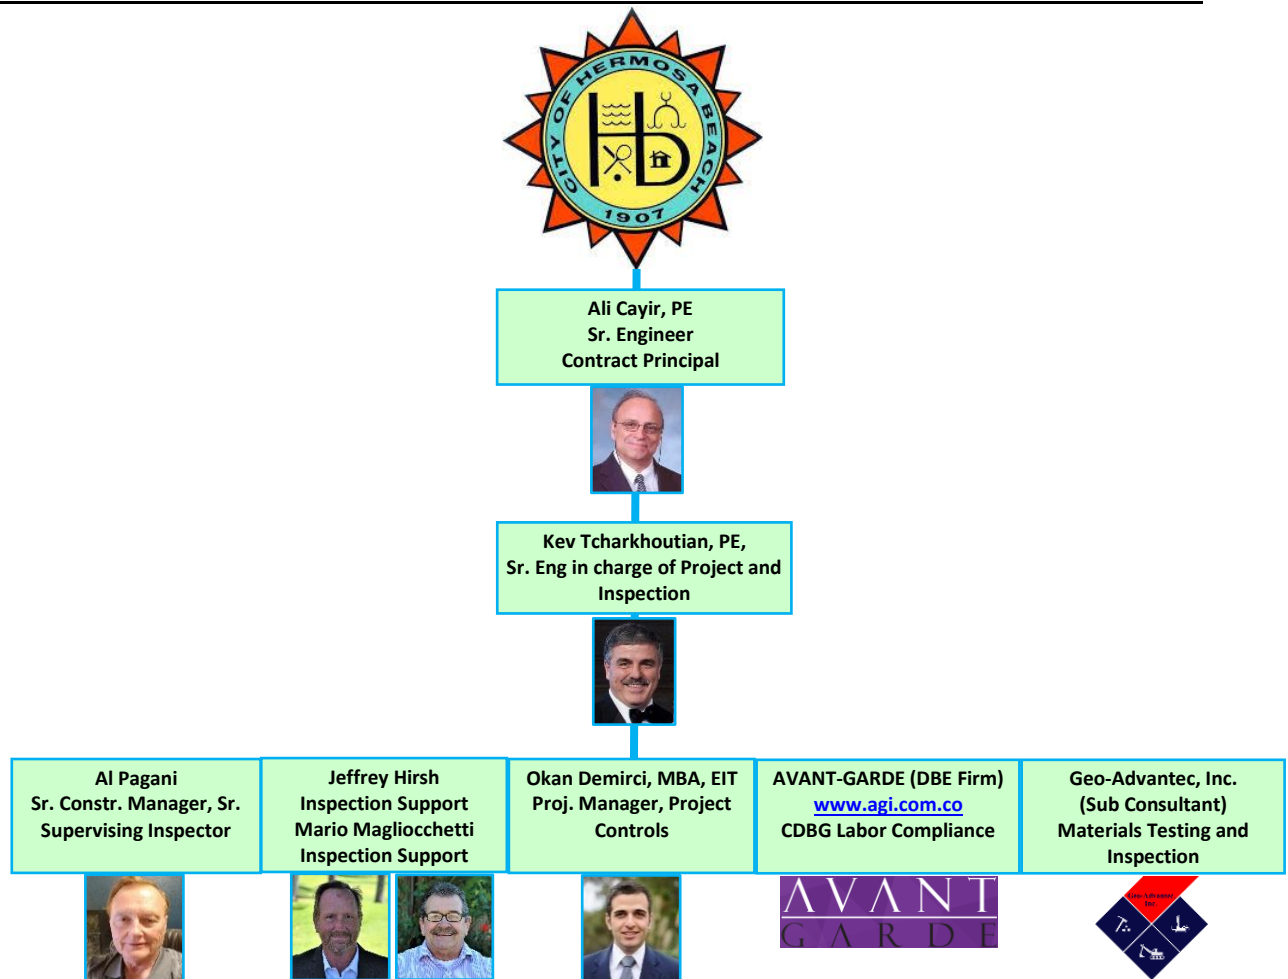 CITY OF HERMOSA BEACH
1907
Ali Cayir, PE
Sr. Engineer
Contract Principal
Kev Tcharkhoutian, PE,
Sr. Eng in charge of Project and
Inspection
Al Pagani
Sr. Constr. Manager, Sr.
Supervising Inspector
Jeffrey Hirsh
Inspection Support
Mario Magliocchetti
Inspection Support
Okan Demirci, MBA, EIT
Proj. Manager, Project
Controls
AVANT-GARDE (DBE Firm)
www.agi.com.co
CDBG Labor Compliance
Geo-Advantec, Inc.
(Sub Consultant)
Materials Testing and
Inspection
AVANT
GARDE
Geo-Advantec,
Inc.